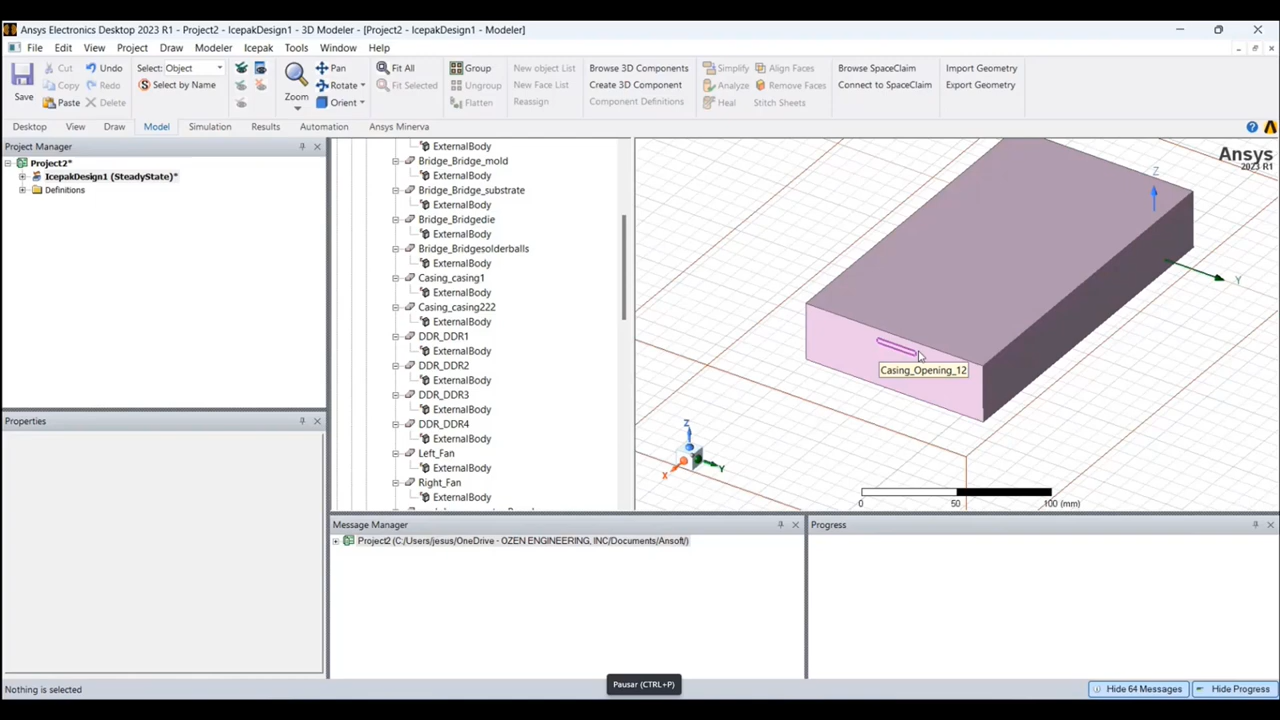 Ansys Electronics Desktop 2023 R1 - Project2 - IcepakDesign1 - 3D Modeler - [Project2 - IcepakDesign1 - Modeler]
File Edit View Project Draw Modeler Icepak Tools Window Help
Save
Cut Undo
Copy Redo
Paste Delete
Select: Object
Select by Name
Zoom
Pan
Rotate
Orient
Fit All
Fit Selected
Group
Ungroup
Flatten
New object List
New Face List
Reassign
Browse 3D Components
Create 3D Component
Component Definitions
Simplify Align Faces
Analyze Remove Faces
Heal Stitch Sheets
Browse SpaceClaim
Connect to SpaceClaim
Import Geometry
Export Geometry
Desktop View Draw Model Simulation Results Automation Ansys Minerva
Project Manager
Project2*
IcepakDesign1 (SteadyState)*
Definitions
Properties
ExternalBody
Bridge_Bridge_mold
ExternalBody
Bridge_Bridge_substrate
ExternalBody
Bridge_Bridgedie
ExternalBody
Bridge_Bridgesolderballs
ExternalBody
Casing_casing1
ExternalBody
Casing_casing222
ExternalBody
DDR_DDR1
ExternalBody
DDR_DDR2
ExternalBody
DDR_DDR3
ExternalBody
DDR_DDR4
ExternalBody
Left_Fan
ExternalBody
Right_Fan
ExternalBody
Ansys
2023 R1
Z
Y
Casing_Opening_12
Z
X
Y
0 50 100 (mm)
Message Manager
Project2 (C:/Users/jesus/OneDrive - OZEN ENGINEERING, INC/Documents/Ansoft/)
Progress
Pausar (CTRL+P)
Nothing is selected
Hide 64 Messages
Hide Progress